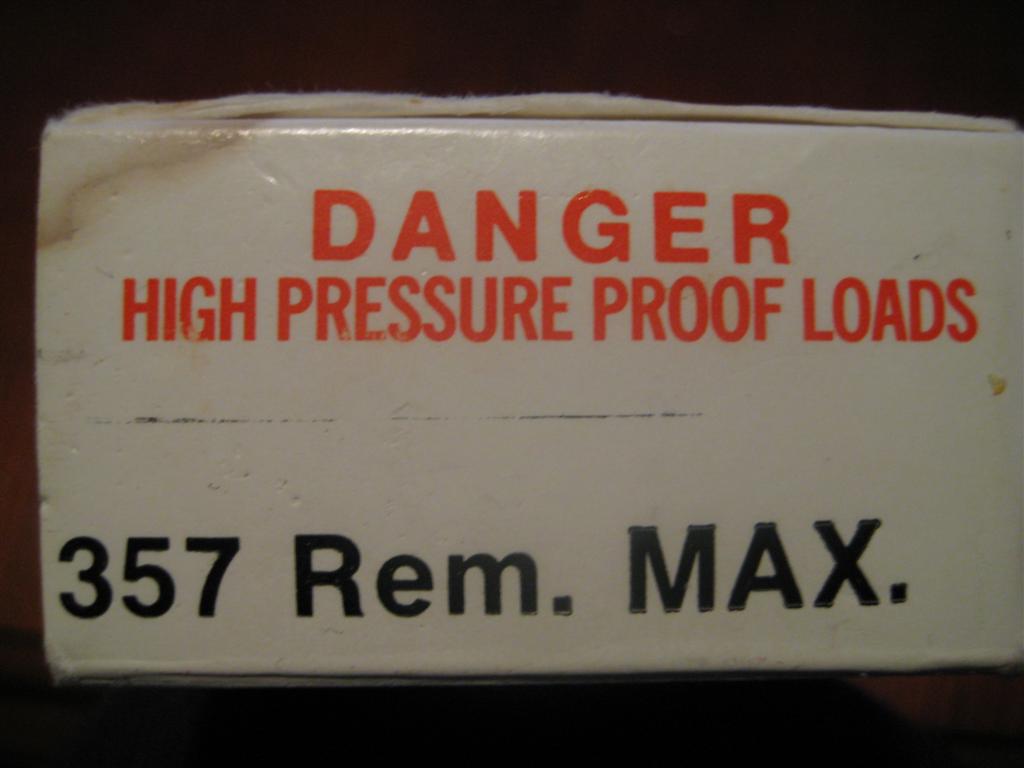 DANGER
HIGH PRESSURE PROOF LOADS
357 Rem. MAX.